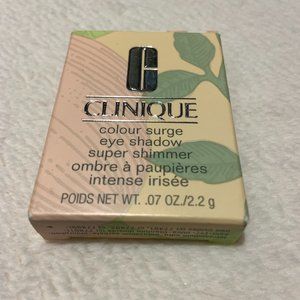 CLINIQUE
colour surge
eye shadow
super shimmer
ombre à paupières
intense irisée
POIDS NET WT. .07 OZ./2.2 g